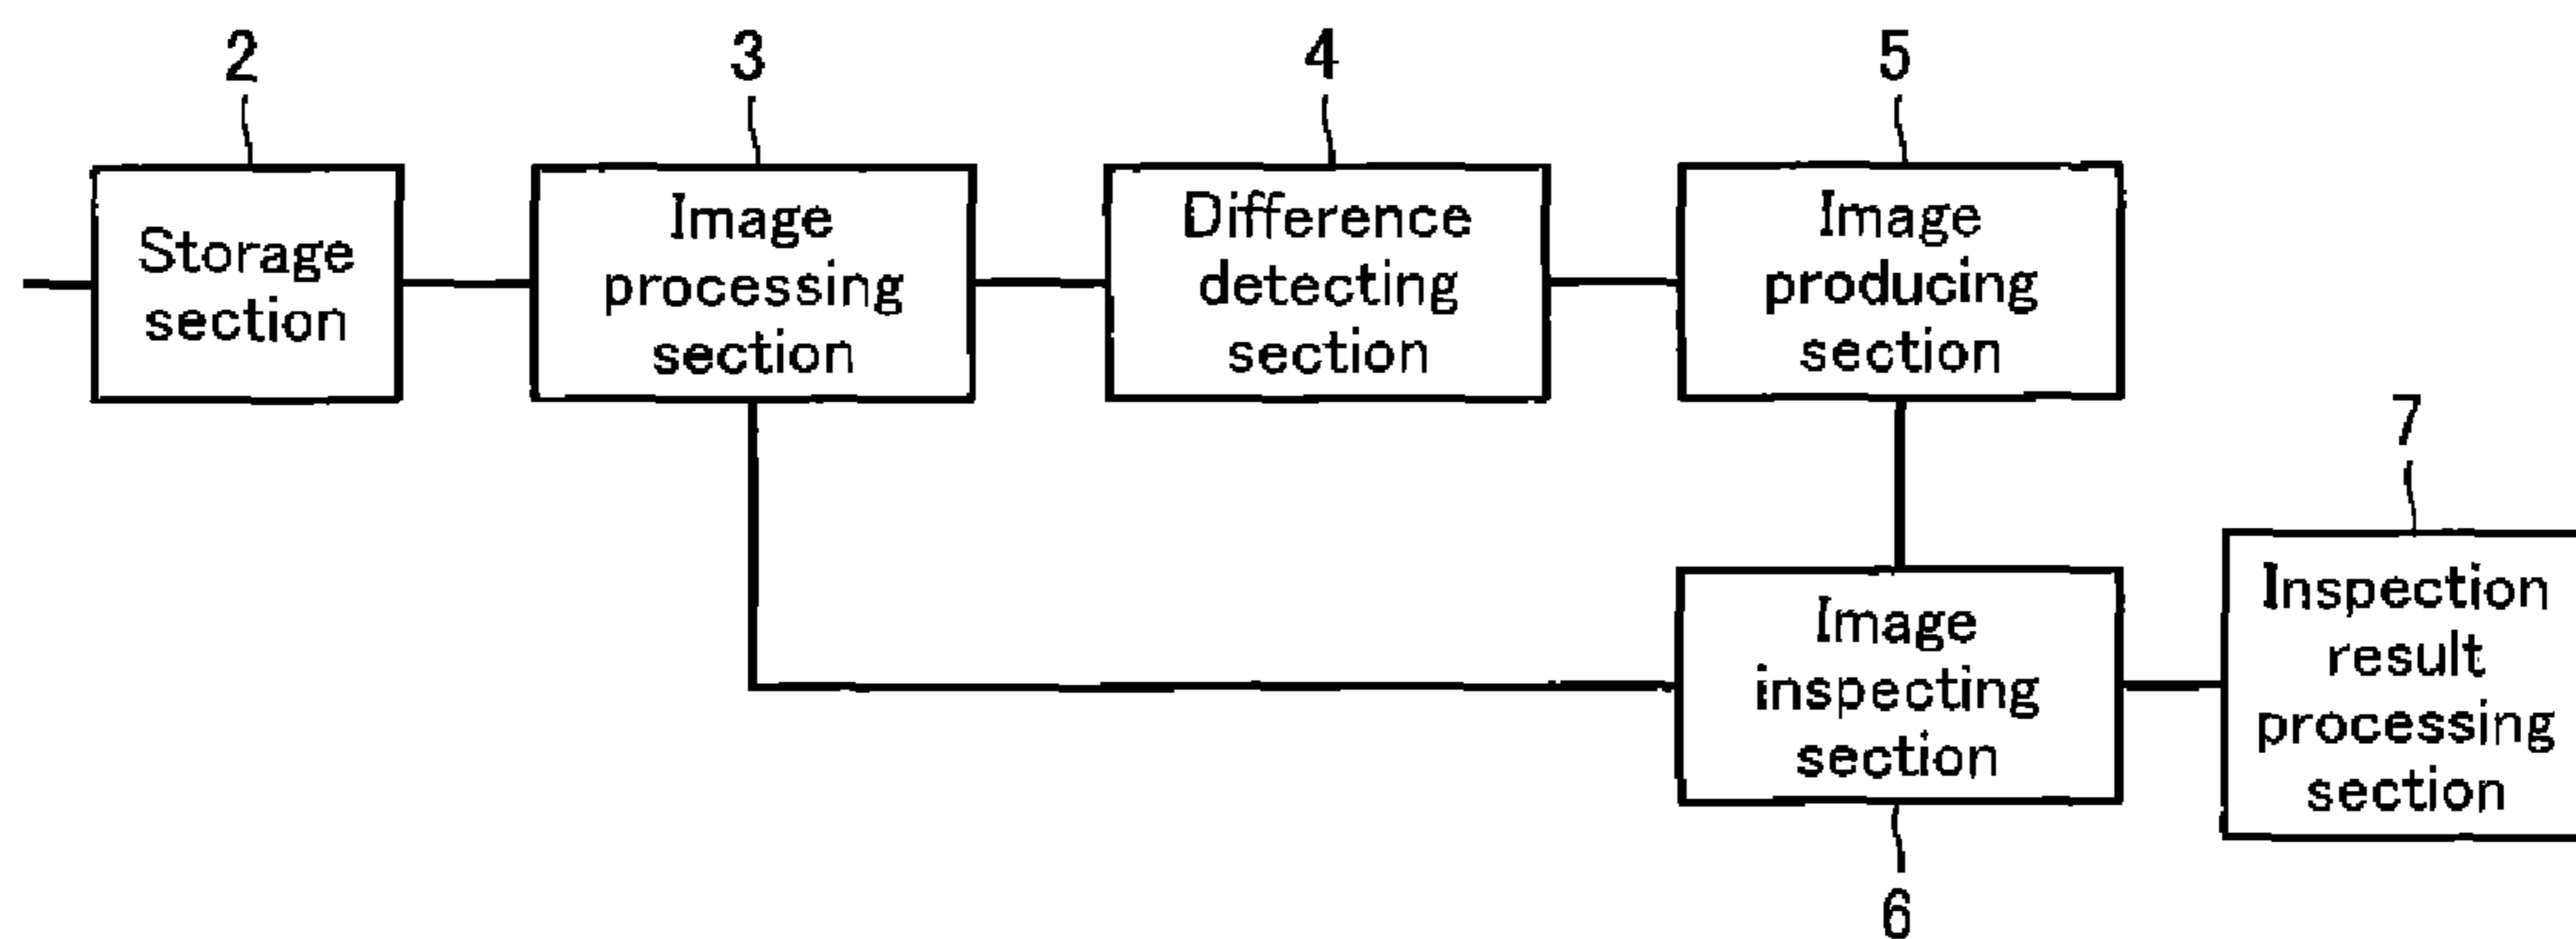 2
3
4
5
Storage
section
Image
processing
section
Difference
detecting
section
Image
producing
section
7
Image
inspecting
section
Inspection
result
processing
section
6